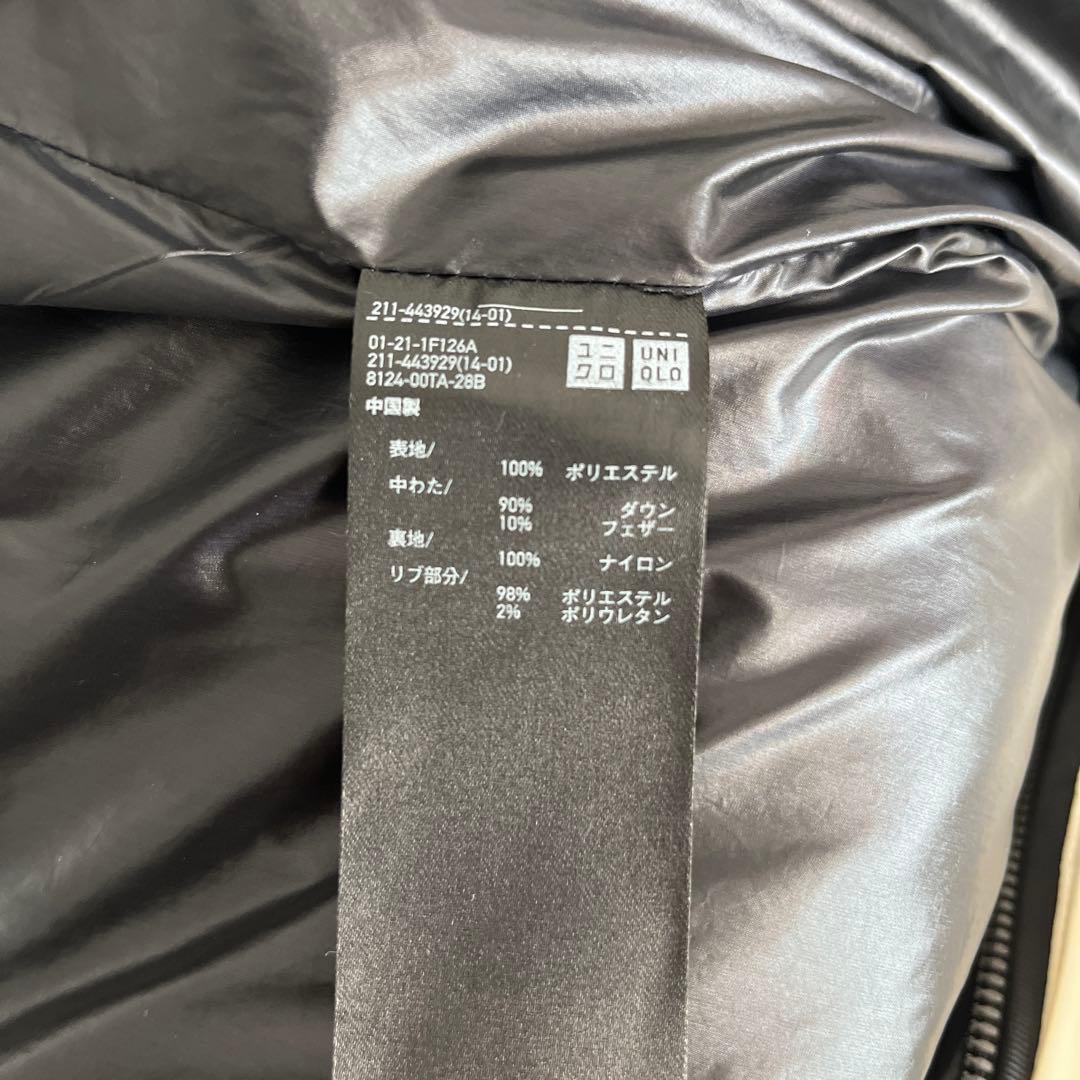 211-443929(14-01)
01-21-1F126A
211-443929(14-01)
8124-00TA-28B
ユニ
クロ
UNI
QLO
中国製
表地/
100% ポリエステル
中わた/
90% ダウン
10% フェザー
裏地/
100% ナイロン
リブ部分/
98% ポリエステル
2% ポリウレタン